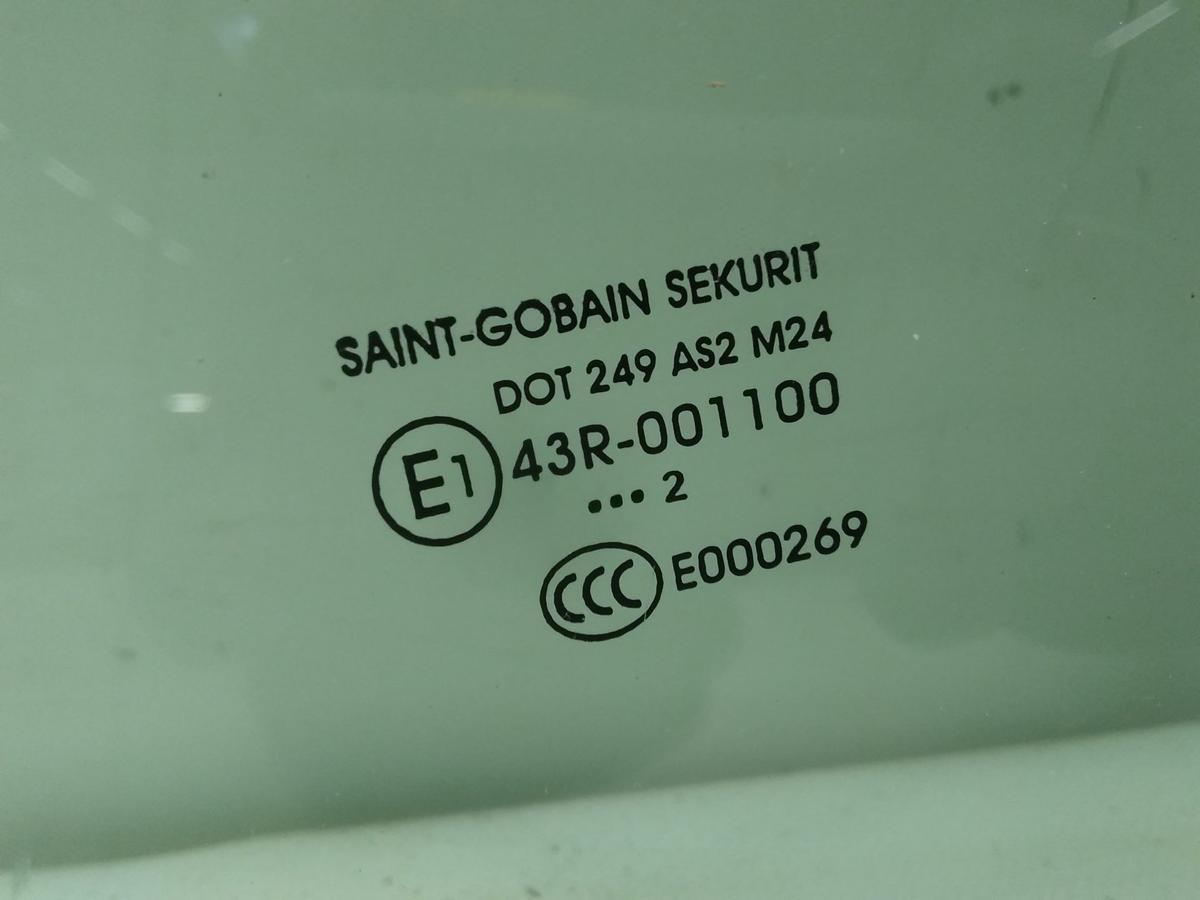 SAINT-GOBAIN SEKURIT
DOT 249 AS2 M24
E1 43R-001100
••• 2
CCC E000269